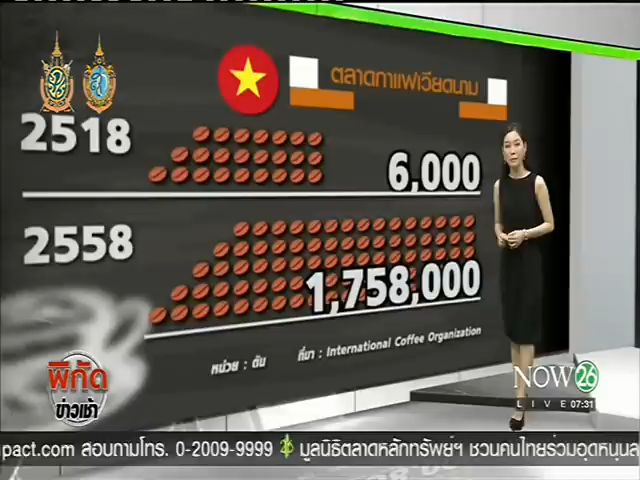 ตลาดกาแฟเวียดนาม
2518
6,000
2558
1,758,000
หน่วย : ตัน ที่มา : International Coffee Organization
พิกัด
ข่าวเช้า
NOW26
LIVE 07:31
pact.com สอบถามโทร. 0-2009-9999 มูลนิธิตลาดหลักทรัพย์ฯ ชวนคนไทยร่วมอุดหนุนส